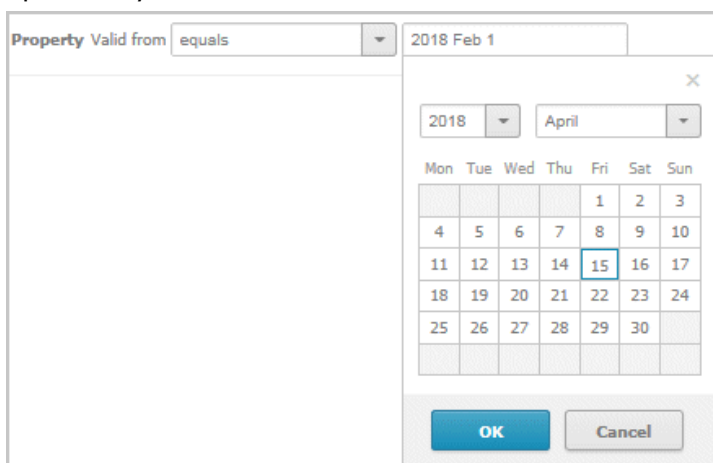 Property Valid from equals 2018 Feb 1
×
2018 April
Mon Tue Wed Thu Fri Sat Sun
1 2 3
4 5 6 7 8 9 10
11 12 13 14 15 16 17
18 19 20 21 22 23 24
25 26 27 28 29 30
OK Cancel